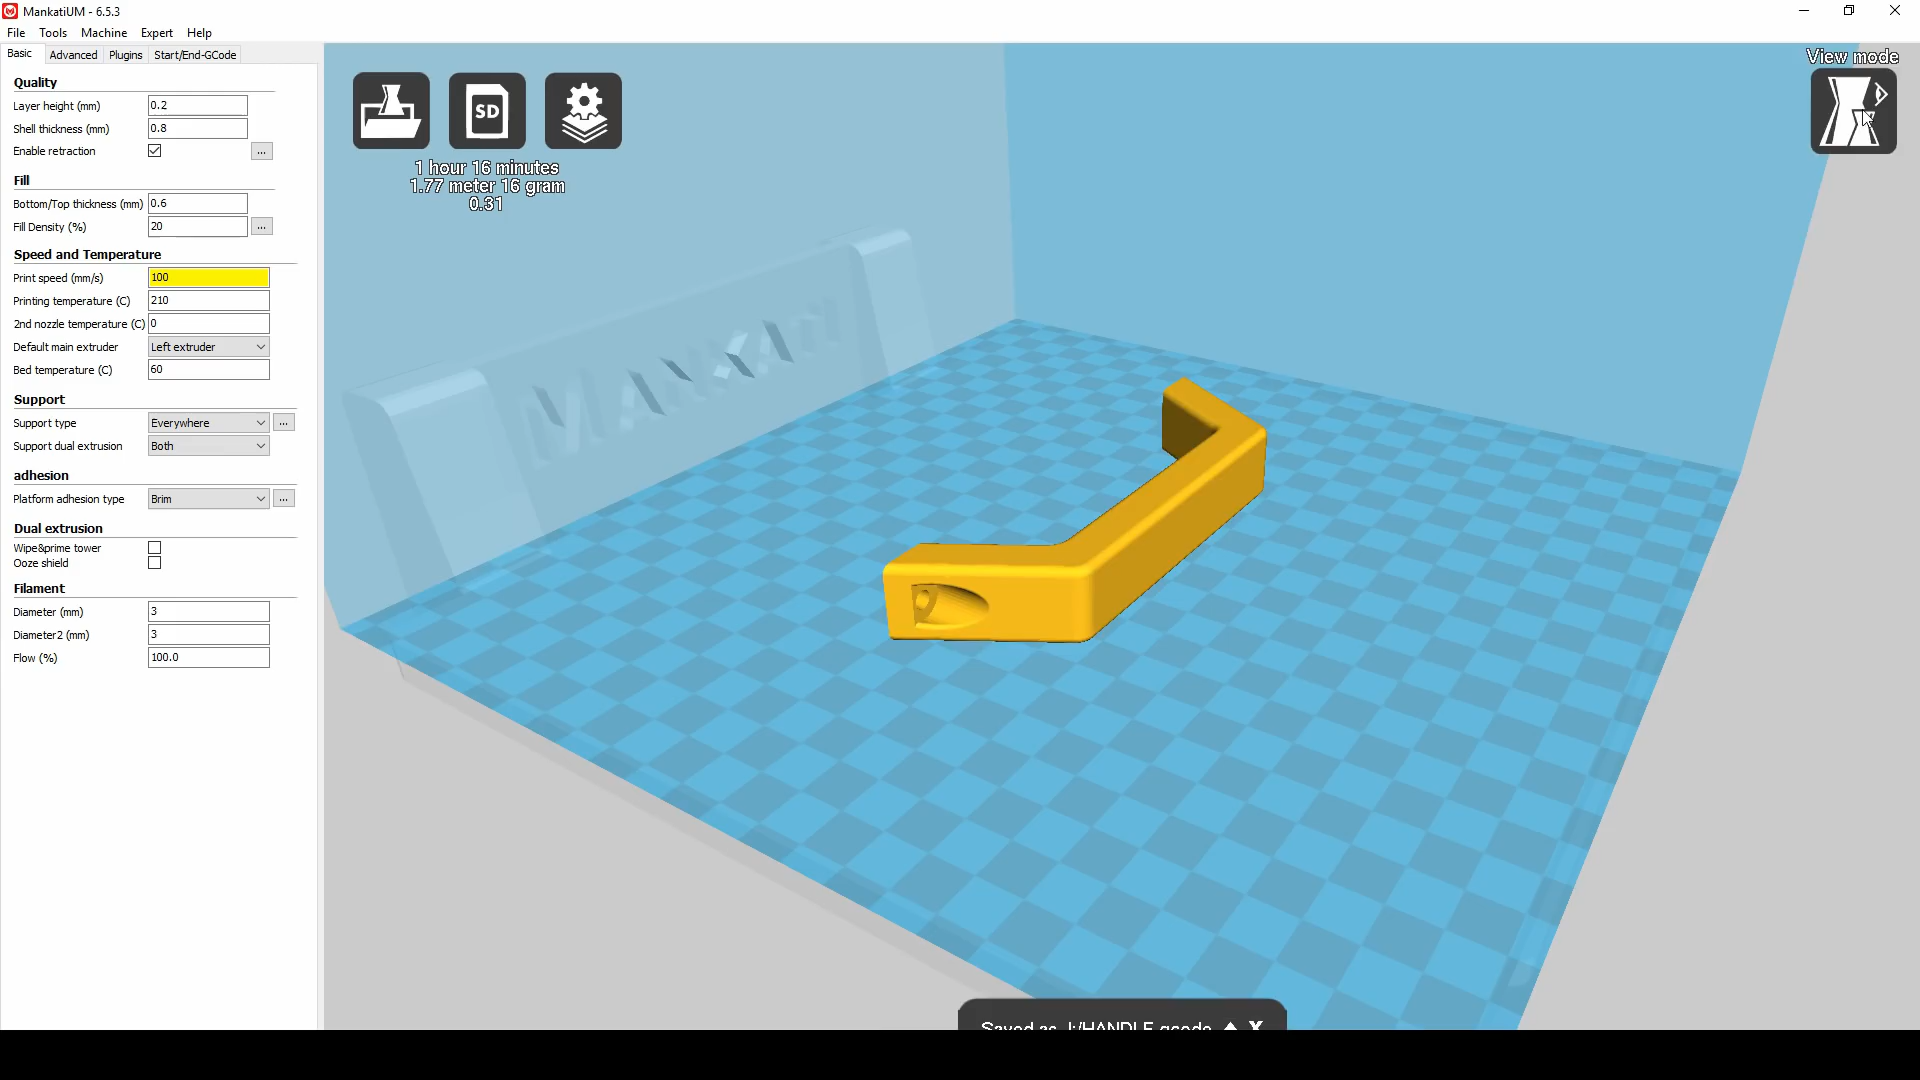 MankatiUM - 6.5.3
File Tools Machine Expert Help
Basic Advanced Plugins Start/End-GCode
Quality
Layer height (mm) 0.2
Shell thickness (mm) 0.8
Enable retraction ...
Fill
Bottom/Top thickness (mm) 0.6
Fill Density (%) 20 ...
Speed and Temperature
Print speed (mm/s) 100
Printing temperature (C) 210
2nd nozzle temperature (C) 0
Default main extruder Left extruder
Bed temperature (C) 60
Support
Support type Everywhere ...
Support dual extrusion Both
adhesion
Platform adhesion type Brim ...
Dual extrusion
Wipe&prime tower
Ooze shield
Filament
Diameter (mm) 3
Diameter2 (mm) 3
Flow (%) 100.0
SD
1 hour 16 minutes
1.77 meter 16 gram
0.31
View mode
MANKATI
Saved as J:/HANDLE.gcode X